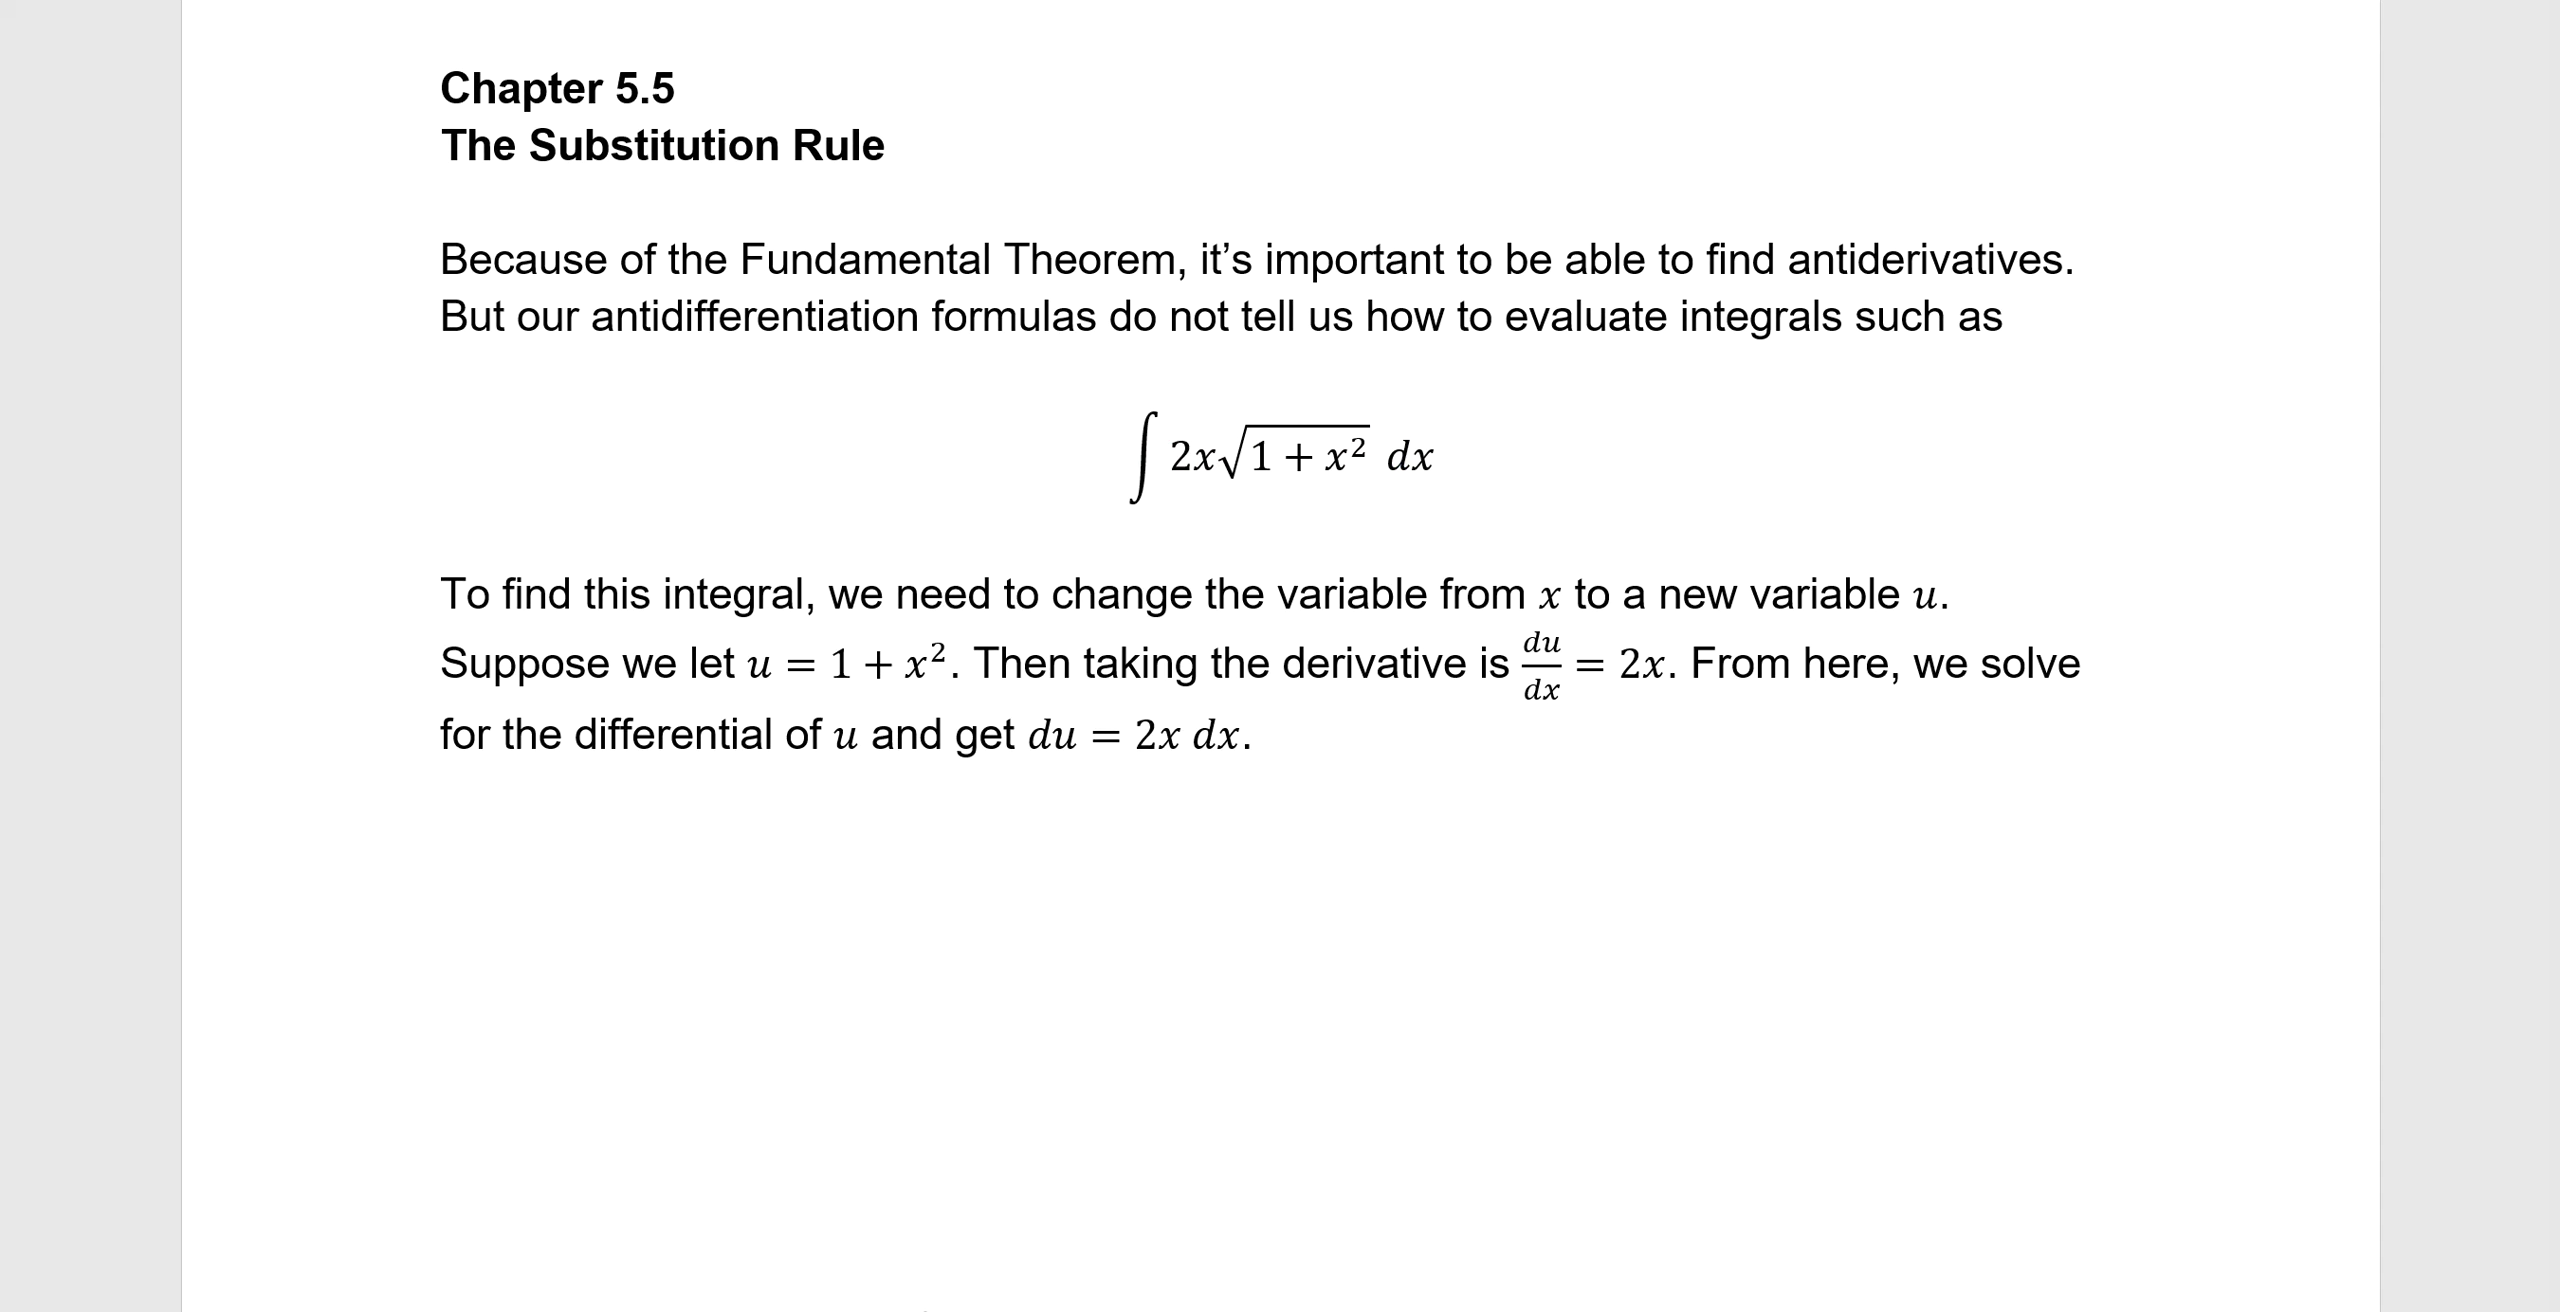 Chapter 5.5
The Substitution Rule
Because of the Fundamental Theorem, it’s important to be able to find antiderivatives.
But our antidifferentiation formulas do not tell us how to evaluate integrals such as
∫ 2x√(1 + x²) dx
To find this integral, we need to change the variable from x to a new variable u.
Suppose we let u = 1 + x². Then taking the derivative is du/dx = 2x. From here, we solve
for the differential of u and get du = 2x dx.